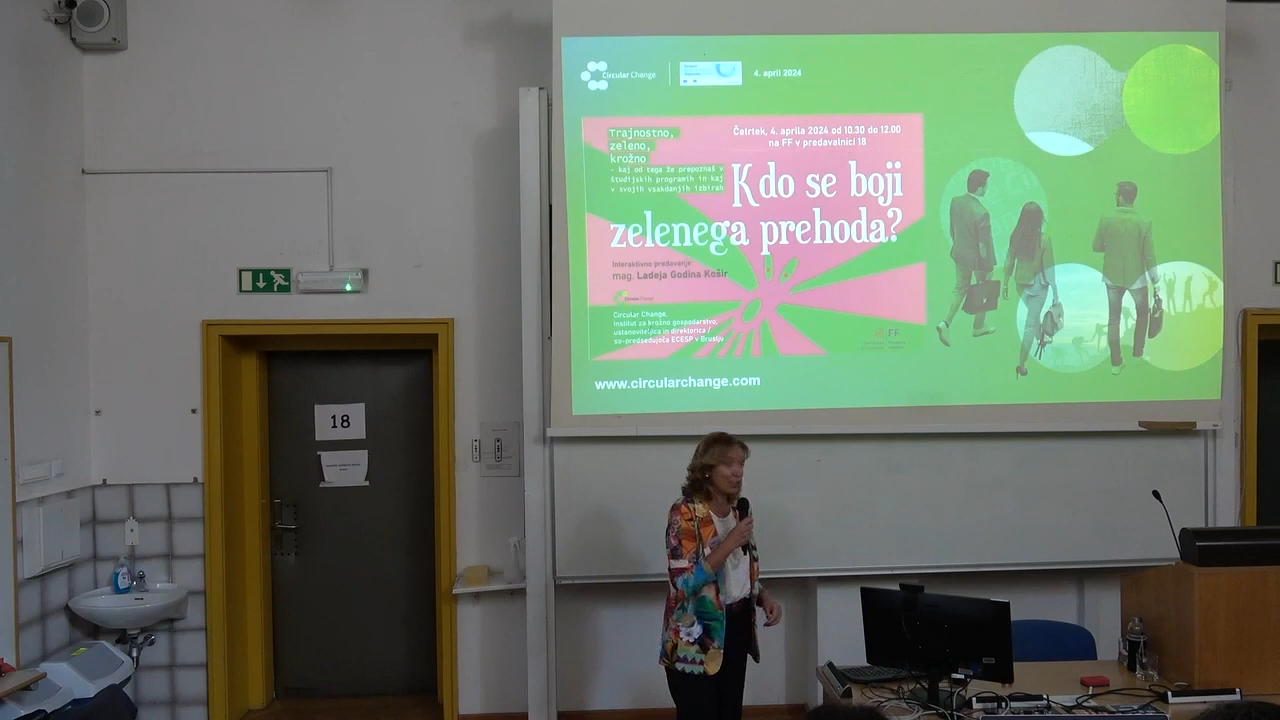 Circular Change
4. april 2024
Trajnostno,
zeleno,
krožno
- kaj od tega že prepoznaš v
študijskih programih in kaj
v svojih vsakdanjih izbirah
Četrtek, 4. aprila 2024 od 10.30 do 12.00
na FF v predavalnici 18
Kdo se boji
zelenega prehoda?
Interaktivno predavanje
mag. Ladeja Godina Košir
Circular Change
Circular Change,
Inštitut za krožno gospodarstvo,
ustanoviteljica in direktorica /
so-predsedujoča ECESP v Bruslju
FF
www.circularchange.com
18